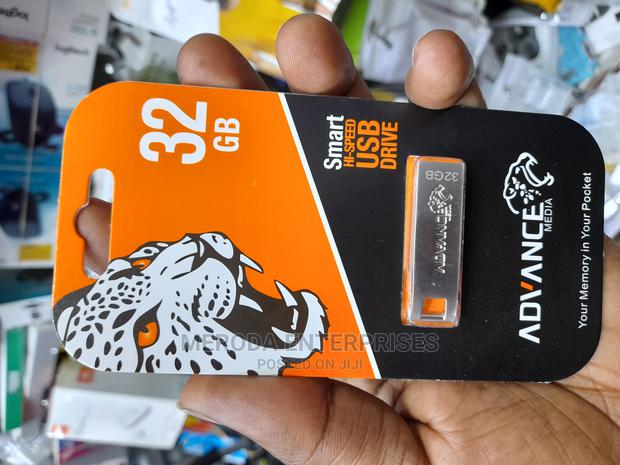 32
GB
Smart
HI-SPEED
USB
DRIVE
32GB
ADVANCE
ADVANCE
MEDIA
Your Memory in Your Pocket
MERODA ENTERPRISES
POSTED ON JIJI
logitech